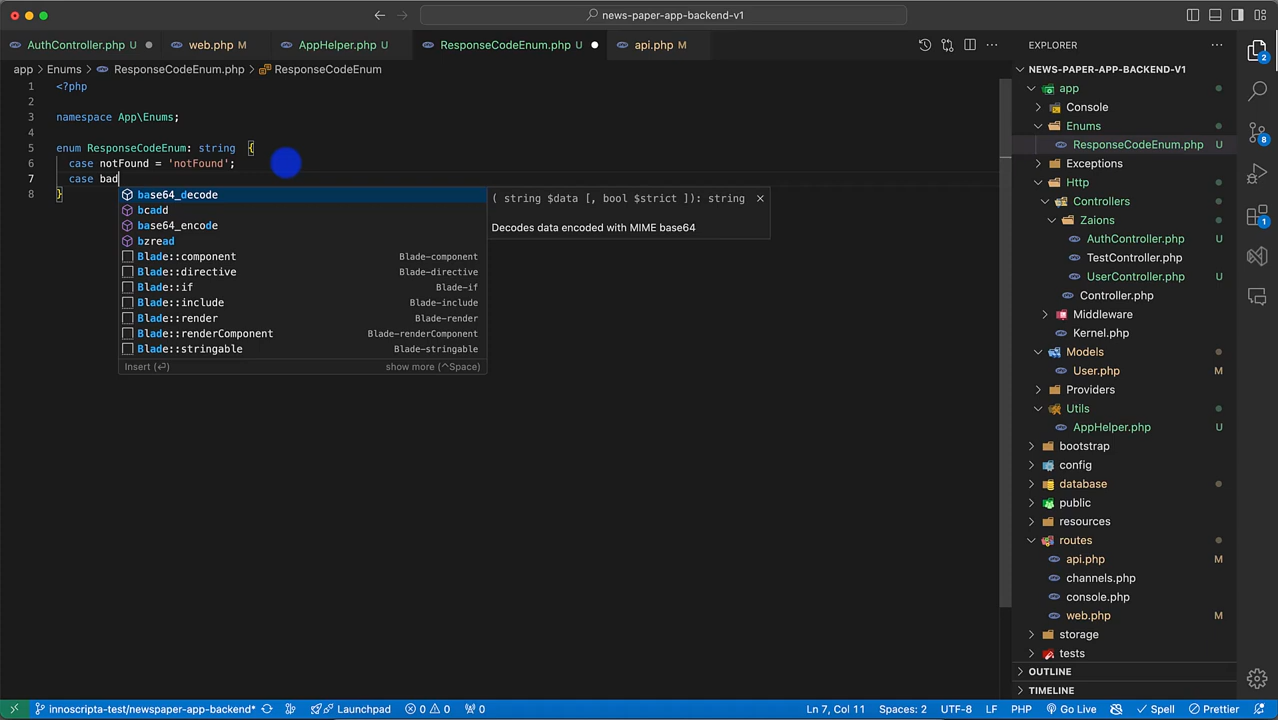 news-paper-app-backend-v1
AuthController.php U
web.php M
AppHelper.php U
ResponseCodeEnum.php U
api.php M
EXPLORER
app > Enums > ResponseCodeEnum.php > ResponseCodeEnum
NEWS-PAPER-APP-BACKEND-V1
1 <?php
2
3 namespace App\Enums;
4
5 enum ResponseCodeEnum: string {
6 case notFound = 'notFound';
7 case bad
8 }
base64_decode
bcadd
base64_encode
bzread
Blade::component Blade-component
Blade::directive Blade-directive
Blade::if Blade-if
Blade::include Blade-include
Blade::render Blade-render
Blade::renderComponent Blade-renderComponent
Blade::stringable Blade-stringable
Insert (⏎) show more (^Space)
( string $data [, bool $strict ]): string
Decodes data encoded with MIME base64
app
Console
Enums
ResponseCodeEnum.php U
Exceptions
Http
Controllers
Zaions
AuthController.php U
TestController.php
UserController.php U
Controller.php
Middleware
Kernel.php
Models
User.php M
Providers
Utils
AppHelper.php U
bootstrap
config
database
public
resources
routes
api.php M
channels.php
console.php
web.php M
storage
tests
OUTLINE
TIMELINE
2
8
1
innoscripta-test/newspaper-app-backend* Launchpad 0 0 0 Ln 7, Col 11 Spaces: 2 UTF-8 LF PHP Go Live Spell Prettier